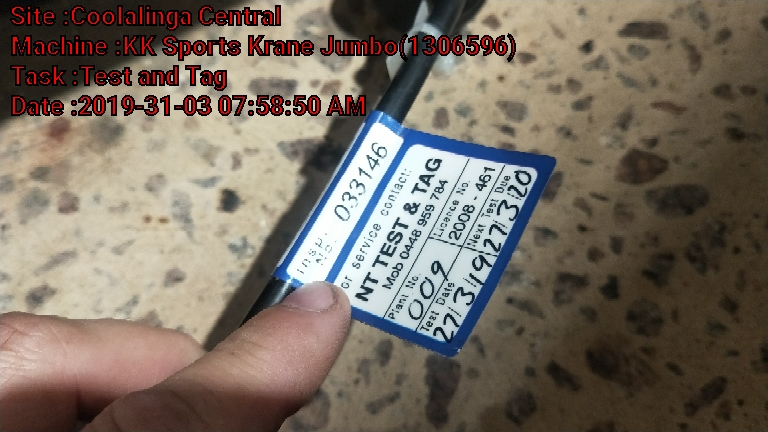 Site :Coolalinga Central
Machine :KK Sports Krane Jumbo(1306596)
Task :Test and Tag
Date :2019-31-03 07:58:50 AM
Insp. No. 033146
or service contact:
NT TEST & TAG
Mob 0448 959 784
Plant No. Licence No.
009 2008 - 461
Test Date Next Test Due
27/3/19 27/3/20